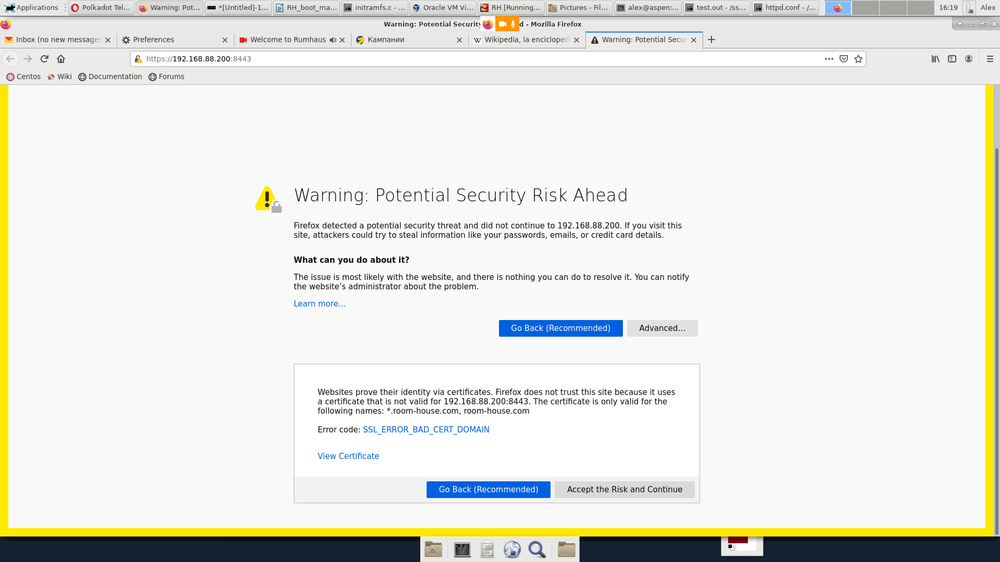 Applications
Polkadot Tel...
Warning: Pot...
*[Untitled]-1...
RH_boot_ma...
initramfs.c - ...
Oracle VM Vi...
RH [Running...
Pictures - Fil...
alex@aspen:...
test.out - /ss...
httpd.conf - /...
16:19
Alex
Warning: Potential Security d - Mozilla Firefox
Inbox (no new messages
Preferences
Welcome to Rumhaus
Кампании
Wikipedia, la encicloped
Warning: Potential Secur
https://192.168.88.200:8443
Centos
Wiki
Documentation
Forums
Warning: Potential Security Risk Ahead
Firefox detected a potential security threat and did not continue to 192.168.88.200. If you visit this
site, attackers could try to steal information like your passwords, emails, or credit card details.
What can you do about it?
The issue is most likely with the website, and there is nothing you can do to resolve it. You can notify
the website’s administrator about the problem.
Learn more…
Go Back (Recommended)
Advanced…
Websites prove their identity via certificates. Firefox does not trust this site because it uses
a certificate that is not valid for 192.168.88.200:8443. The certificate is only valid for the
following names: *.room-house.com, room-house.com
Error code: SSL_ERROR_BAD_CERT_DOMAIN
View Certificate
Go Back (Recommended)
Accept the Risk and Continue